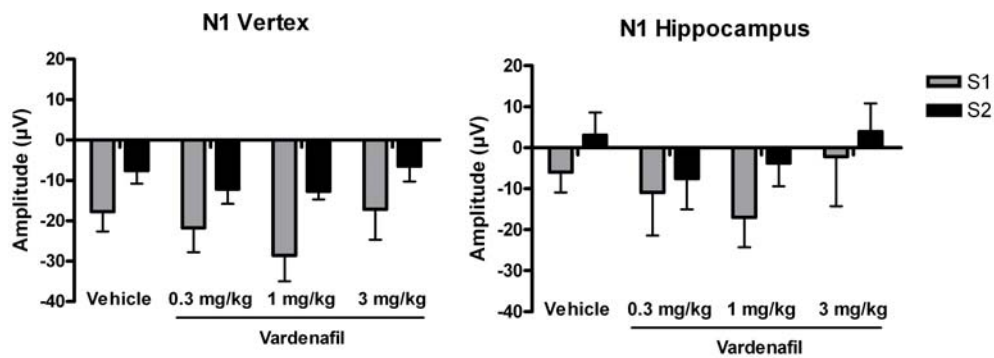 N1 Vertex
Amplitude (µV)
20
10
0
-10
-20
-30
-40
Vehicle 0.3 mg/kg 1 mg/kg 3 mg/kg
Vardenafil
N1 Hippocampus
Amplitude (µV)
20
10
0
-10
-20
-30
-40
Vehicle 0.3 mg/kg 1 mg/kg 3 mg/kg
Vardenafil
S1
S2